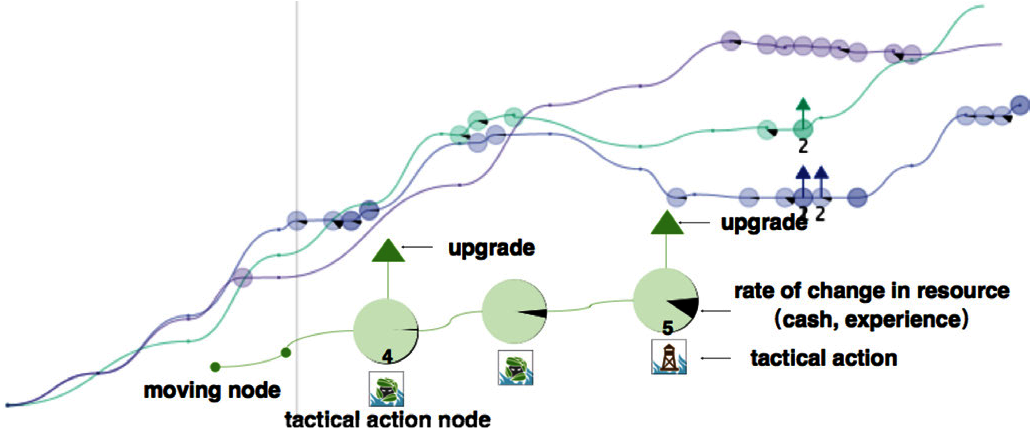 2
2 2
upgrade
upgrade
rate of change in resource
(cash, experience)
4
5
tactical action
moving node
tactical action node